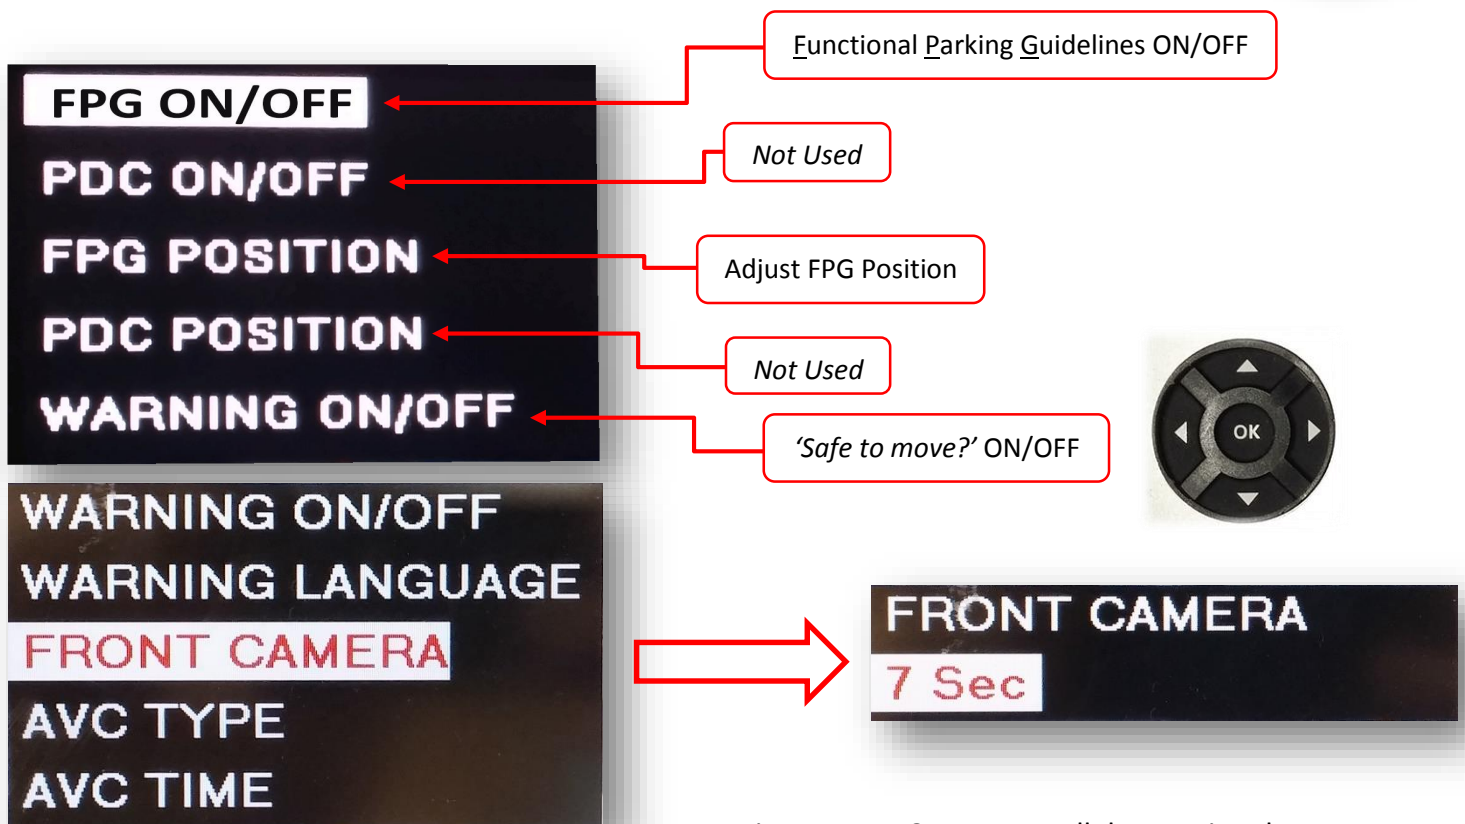 Functional Parking Guidelines ON/OFF
FPG ON/OFF
Not Used
PDC ON/OFF
FPG POSITION
Adjust FPG Position
PDC POSITION
Not Used
WARNING ON/OFF
‘Safe to move?’ ON/OFF
OK
WARNING ON/OFF
WARNING LANGUAGE
FRONT CAMERA
AVC TYPE
AVC TIME
FRONT CAMERA
7 Sec